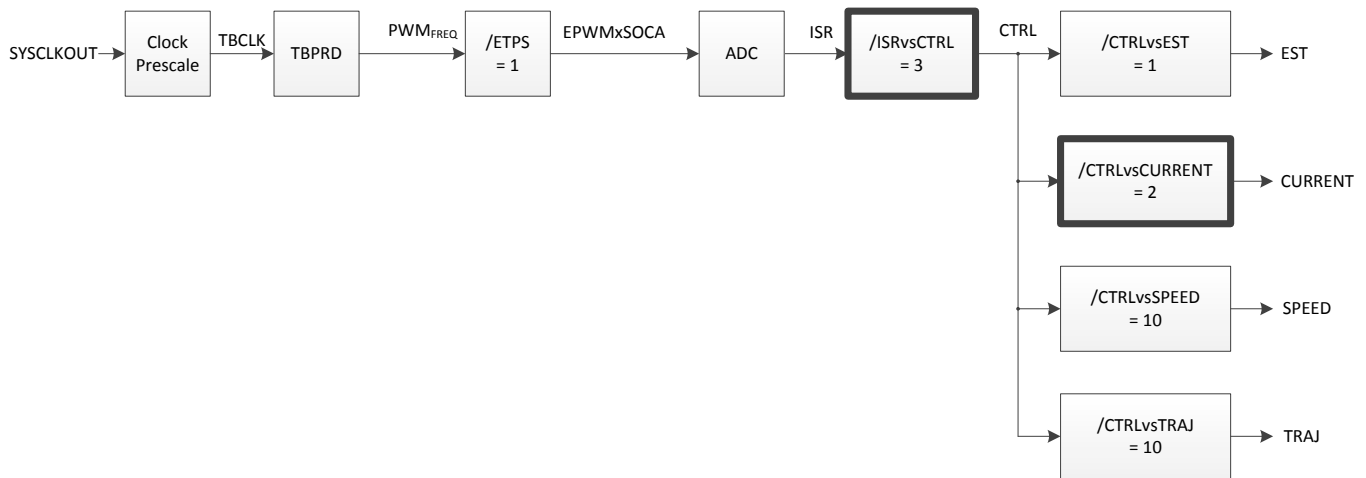 SYSCLKOUT
Clock
Prescale
TBCLK
TBPRD
PWMFREQ
/ETPS
= 1
EPWMxSOCA
ADC
ISR
/ISRvsCTRL
= 3
CTRL
/CTRLvsEST
= 1
EST
/CTRLvsCURRENT
= 2
CURRENT
/CTRLvsSPEED
= 10
SPEED
/CTRLvsTRAJ
= 10
TRAJ